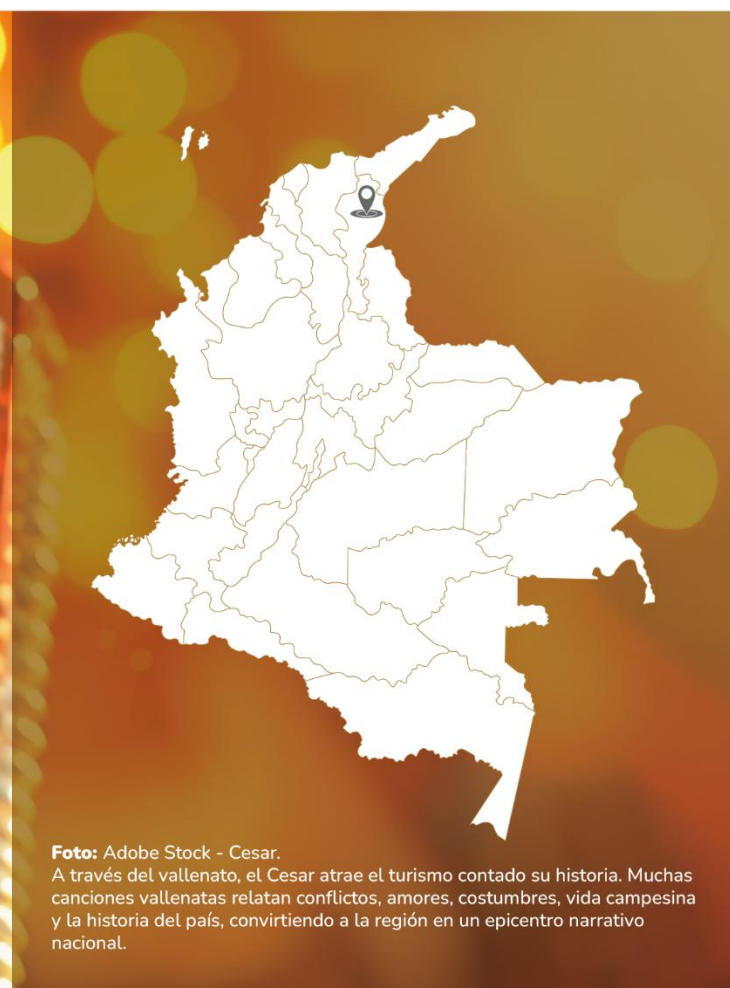 Foto: Adobe Stock - Cesar.
A través del vallenato, el Cesar atrae el turismo contado su historia. Muchas
canciones vallenatas relatan conflictos, amores, costumbres, vida campesina
y la historia del país, convirtiendo a la región en un epicentro narrativo
nacional.